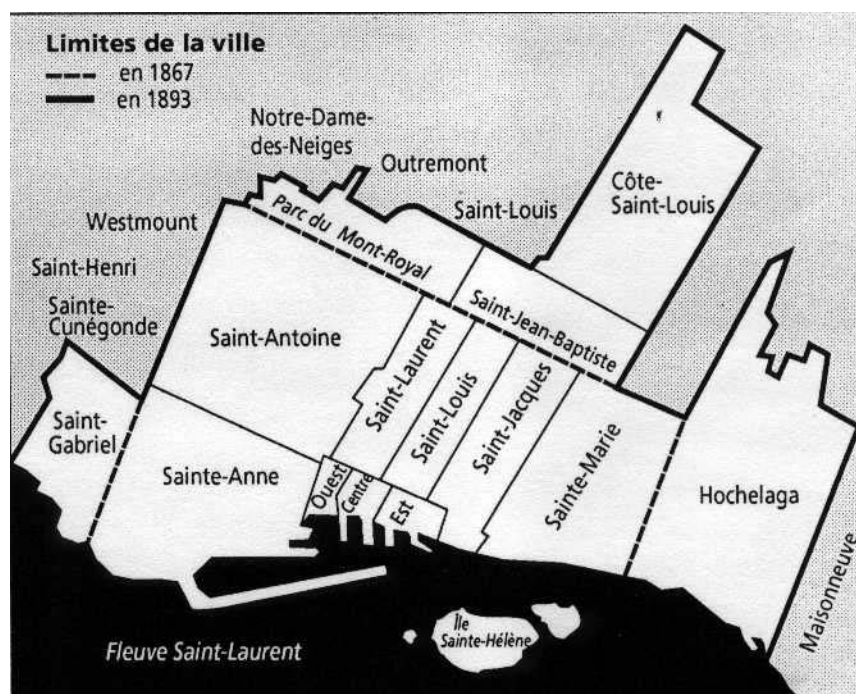 Limites de la ville
en 1867
en 1893
Notre-Dame-
des-Neiges
Outremont
Saint-Louis
Côte-
Saint-Louis
Westmount
Parc du Mont-Royal
Saint-Henri
Sainte-
Cunégonde
Saint-Jean-Baptiste
Saint-Antoine
Saint-Laurent
Saint-Louis
Saint-Jacques
Saint-
Gabriel
Sainte-Anne
Ouest
Centre
Est
Sainte-Marie
Hochelaga
Maisonneuve
Île
Sainte-Hélène
Fleuve Saint-Laurent